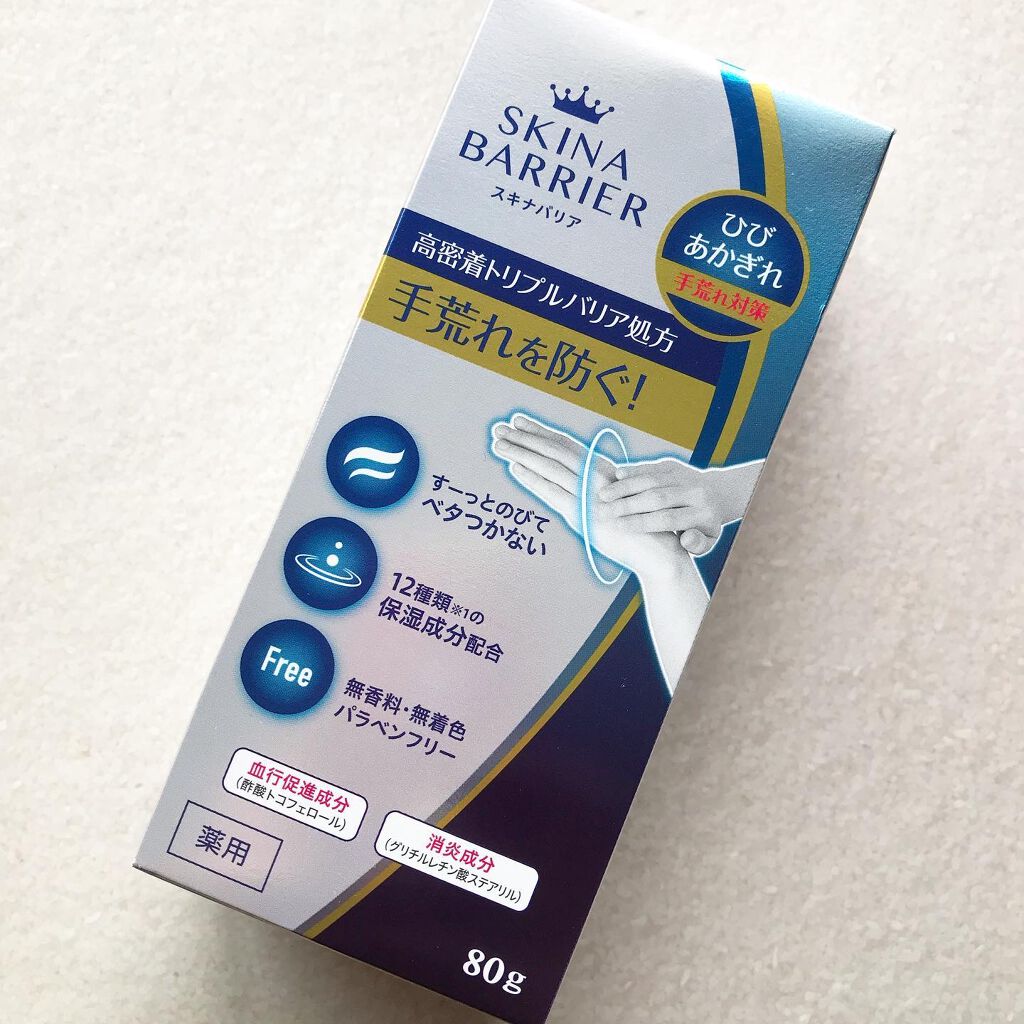 SKINA
BARRIER
スキナバリア
ひび
あかぎれ
手荒れ対策
高密着トリプルバリア処方
手荒れを防ぐ!
すーっとのびて
ベタつかない
12種類※1の
保湿成分配合
Free
無香料・無着色
パラベンフリー
血行促進成分
(酢酸トコフェロール)
消炎成分
(グリチルレチン酸ステアリル)
薬用
80g